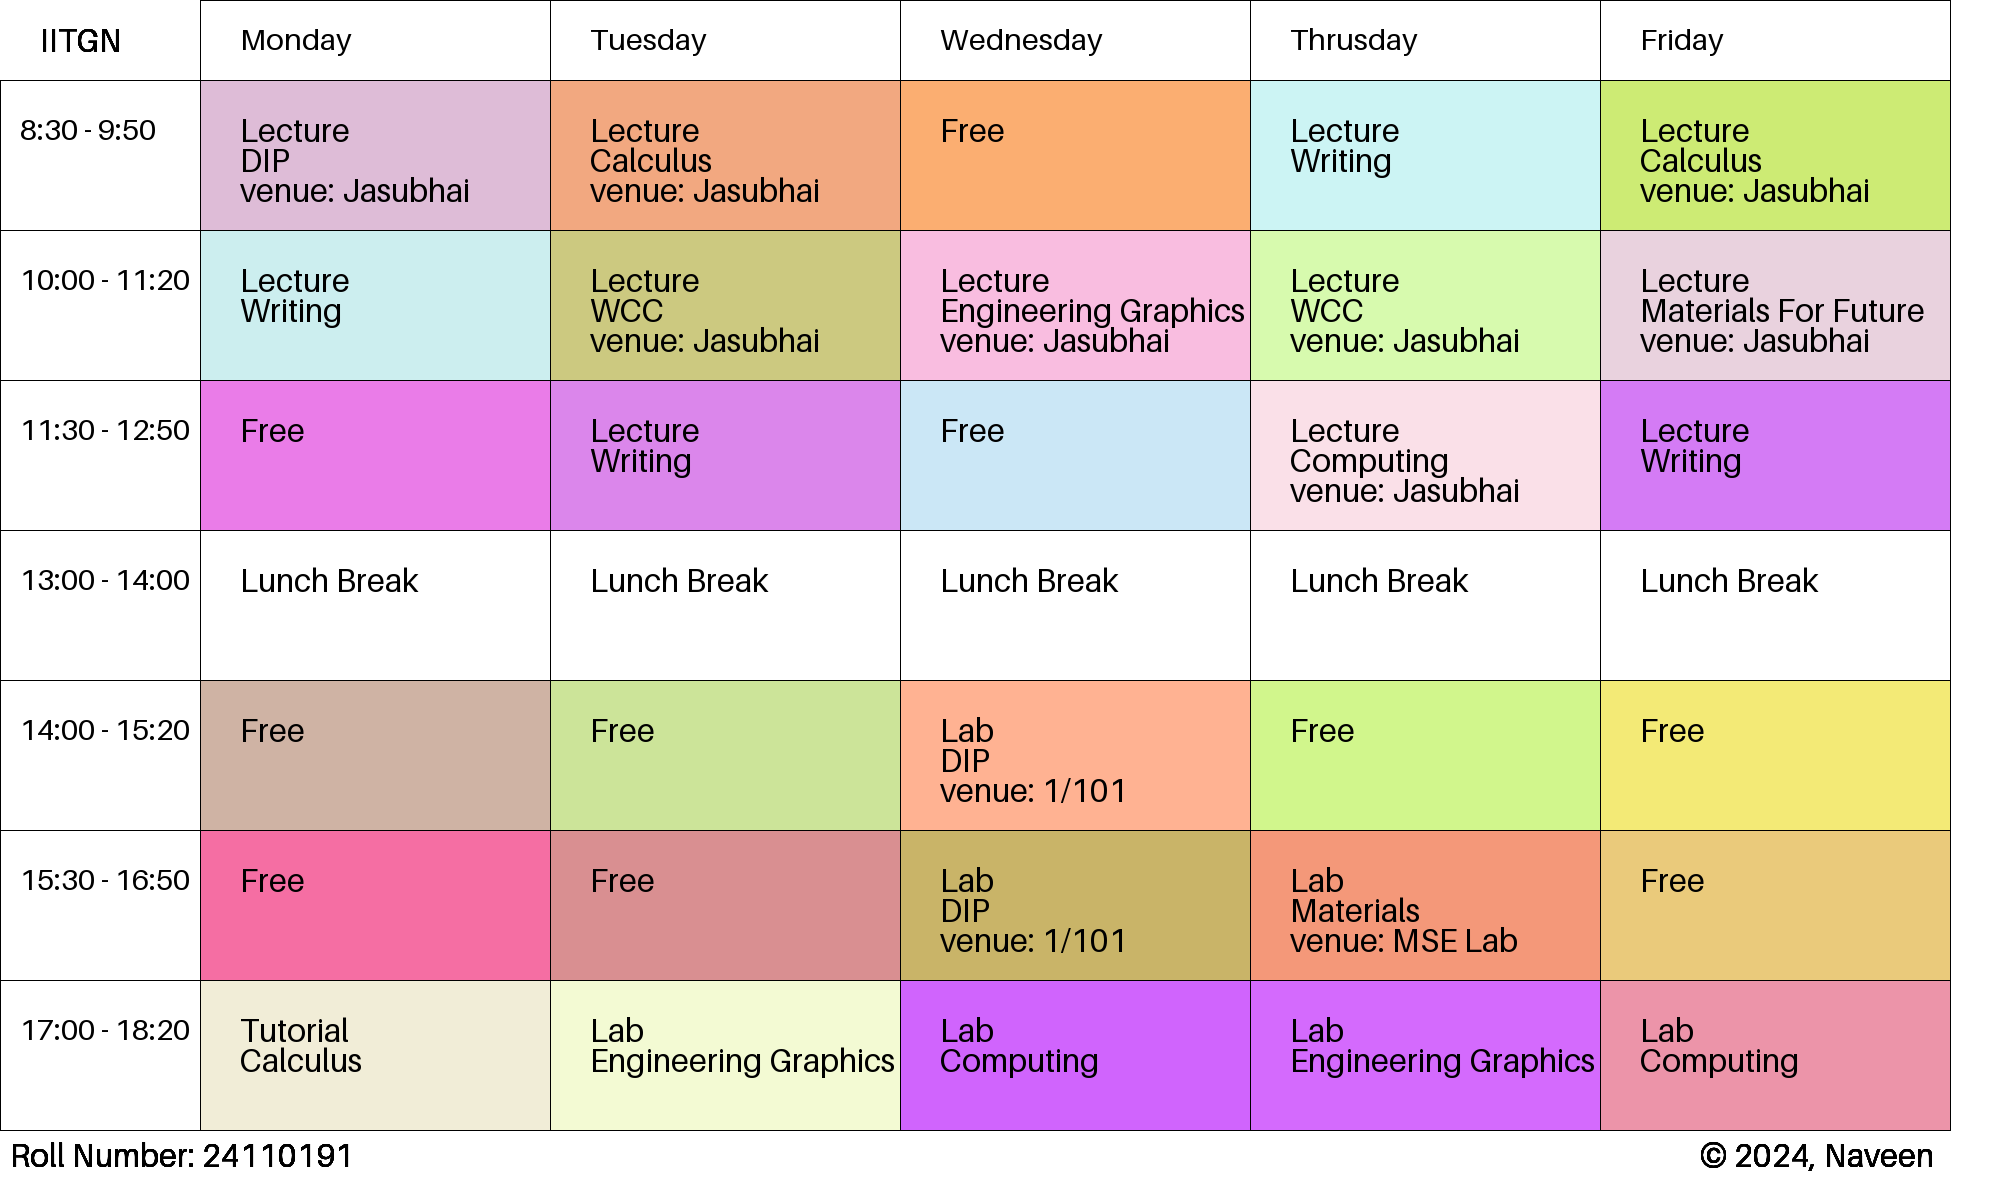 IITGN Monday Tuesday Wednesday Thrusday Friday
8:30 - 9:50
Lecture
DIP
venue: Jasubhai
Lecture
Calculus
venue: Jasubhai
Free
Lecture
Writing
Lecture
Calculus
venue: Jasubhai
10:00 - 11:20
Lecture
Writing
Lecture
WCC
venue: Jasubhai
Lecture
Engineering Graphics
venue: Jasubhai
Lecture
WCC
venue: Jasubhai
Lecture
Materials For Future
venue: Jasubhai
11:30 - 12:50
Free
Lecture
Writing
Free
Lecture
Computing
venue: Jasubhai
Lecture
Writing
13:00 - 14:00
Lunch Break
Lunch Break
Lunch Break
Lunch Break
Lunch Break
14:00 - 15:20
Free
Free
Lab
DIP
venue: 1/101
Free
Free
15:30 - 16:50
Free
Free
Lab
DIP
venue: 1/101
Lab
Materials
venue: MSE Lab
Free
17:00 - 18:20
Tutorial
Calculus
Lab
Engineering Graphics
Lab
Computing
Lab
Engineering Graphics
Lab
Computing
Roll Number: 24110191
© 2024, Naveen